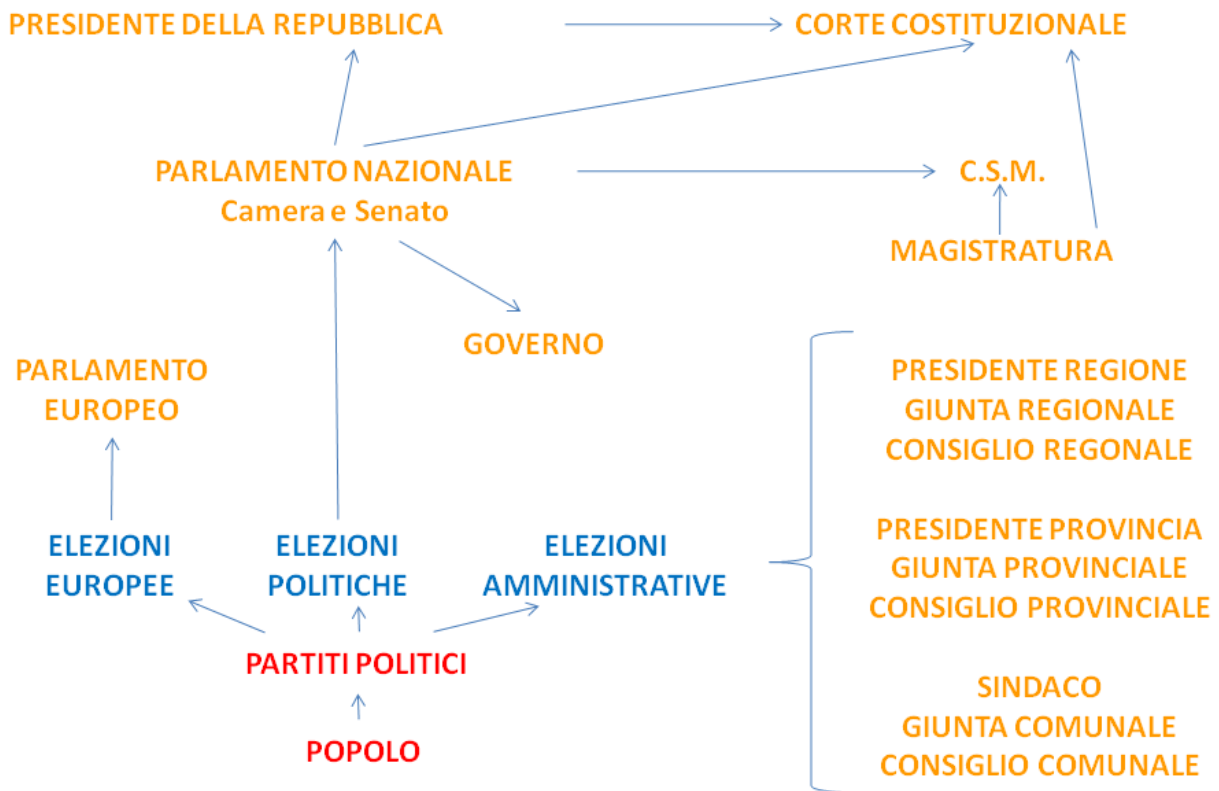 PRESIDENTE DELLA REPUBBLICA
CORTE COSTITUZIONALE
PARLAMENTO NAZIONALE
Camera e Senato
C.S.M.
MAGISTRATURA
GOVERNO
PARLAMENTO
EUROPEO
PRESIDENTE REGIONE
GIUNTA REGIONALE
CONSIGLIO REGONALE
ELEZIONI
EUROPEE
ELEZIONI
POLITICHE
ELEZIONI
AMMINISTRATIVE
PRESIDENTE PROVINCIA
GIUNTA PROVINCIALE
CONSIGLIO PROVINCIALE
PARTITI POLITICI
POPOLO
SINDACO
GIUNTA COMUNALE
CONSIGLIO COMUNALE